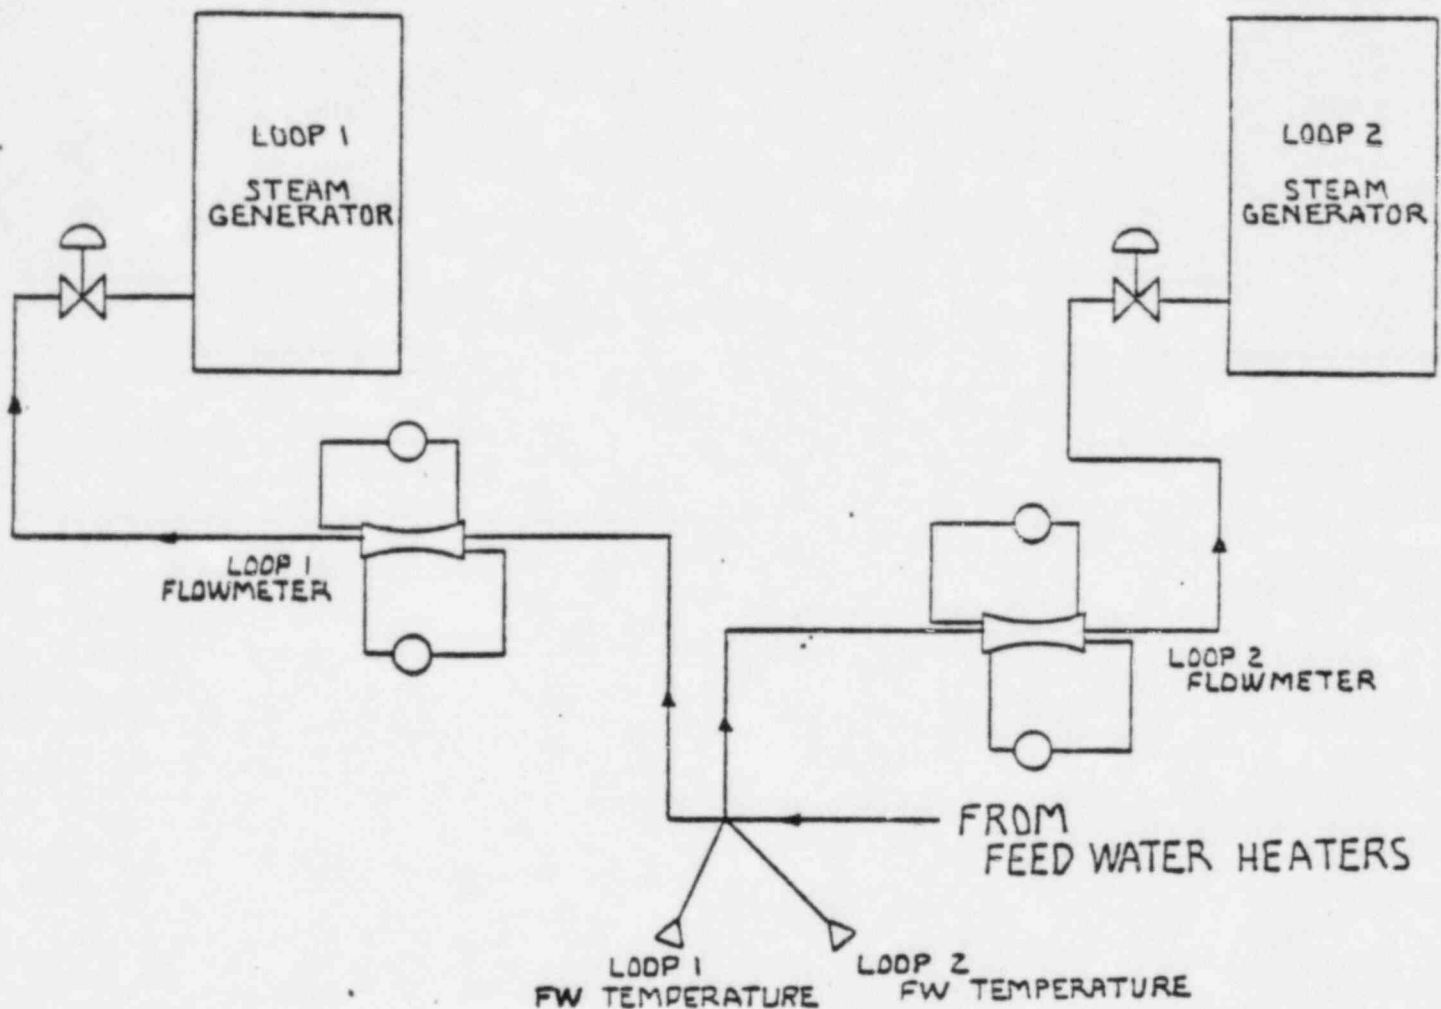 LOOP 1
STEAM
GENERATOR
LOOP 2
STEAM
GENERATOR
LOOP 1
FLOWMETER
LOOP 2
FLOWMETER
FROM
FEED WATER HEATERS
LOOP 1
FW TEMPERATURE
LOOP 2
FW TEMPERATURE